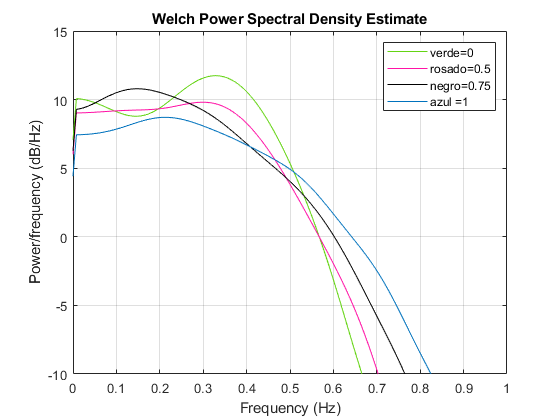 Welch Power Spectral Density Estimate
15
10
5
0
-5
-10
Power/frequency (dB/Hz)
verde=0
rosado=0.5
negro=0.75
azul =1
0 0.1 0.2 0.3 0.4 0.5 0.6 0.7 0.8 0.9 1
Frequency (Hz)